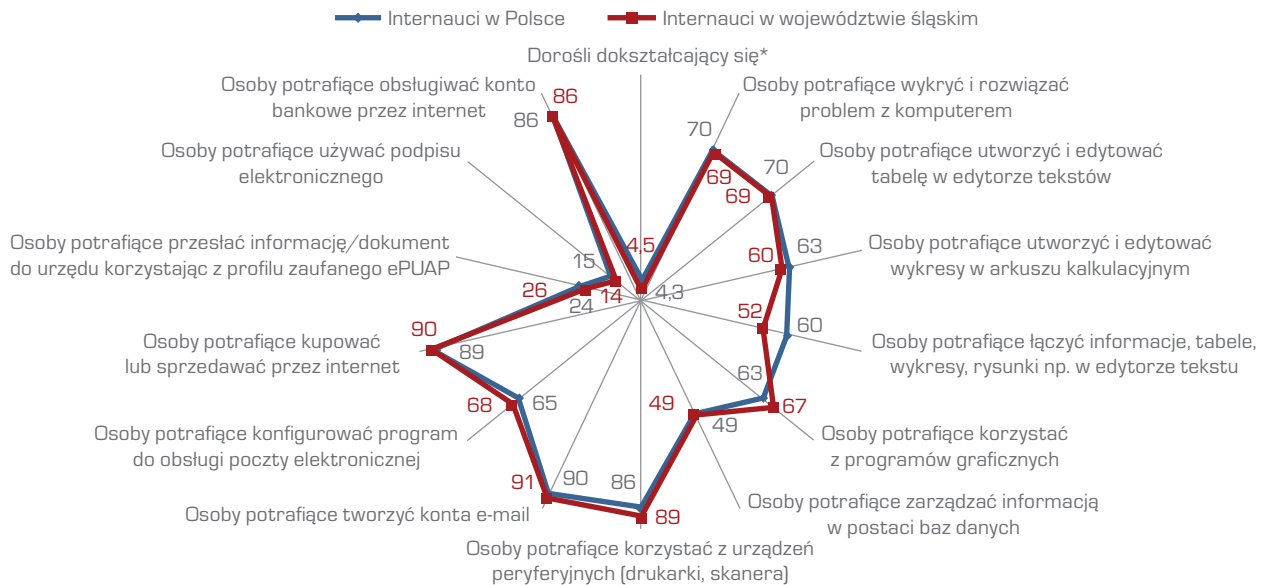 Internauci w Polsce
Internauci w województwie śląskim
Dorośli dokształcający się*
Osoby potrafiące wykryć i rozwiązać
problem z komputerem
Osoby potrafiące utworzyć i edytować
tabelę w edytorze tekstów
Osoby potrafiące utworzyć i edytować
wykresy w arkuszu kalkulacyjnym
Osoby potrafiące łączyć informacje, tabele,
wykresy, rysunki np. w edytorze tekstu
Osoby potrafiące korzystać
z programów graficznych
Osoby potrafiące zarządzać informacją
w postaci baz danych
Osoby potrafiące korzystać z urządzeń
peryferyjnych (drukarki, skanera)
Osoby potrafiące tworzyć konta e-mail
Osoby potrafiące konfigurować program
do obsługi poczty elektronicznej
Osoby potrafiące kupować
lub sprzedawać przez internet
Osoby potrafiące przesłać informację/dokument
do urzędu korzystając z profilu zaufanego ePUAP
Osoby potrafiące używać podpisu
elektronicznego
Osoby potrafiące obsługiwać konto
bankowe przez internet
4,5
4,3
70
69
70
69
63
60
60
52
63
67
49
49
86
89
90
91
65
68
89
90
24
26
15
14
86
86